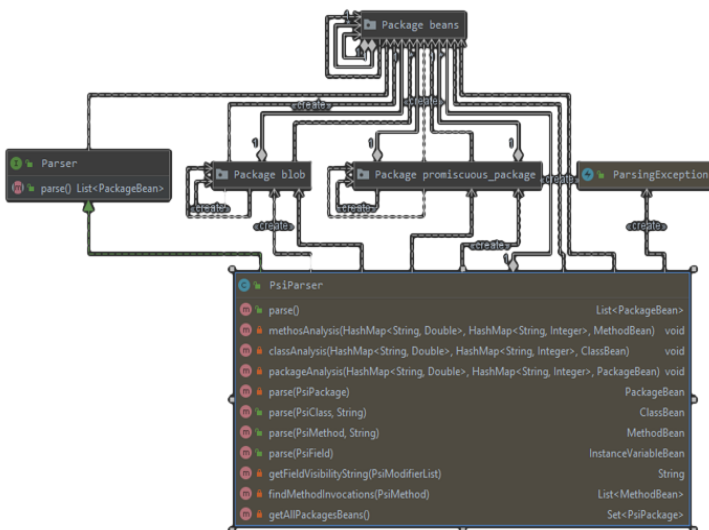 Package beans
create
create
Parser
parse() List<PackageBean>
Package blob
create
Package promiscuous_package
create
create
ParsingException
create
create
create
PsiParser
parse() List<PackageBean>
methosAnalysis(HashMap<String, Double>, HashMap<String, Integer>, MethodBean) void
classAnalysis(HashMap<String, Double>, HashMap<String, Integer>, ClassBean) void
packageAnalysis(HashMap<String, Double>, HashMap<String, Integer>, PackageBean) void
parse(PsiPackage) PackageBean
parse(PsiClass, String) ClassBean
parse(PsiMethod, String) MethodBean
parse(PsiField) InstanceVariableBean
getFieldVisibilityString(PsiModifierList) String
findMethodInvocations(PsiMethod) List<MethodBean>
getAllPackagesBeans() Set<PsiPackage>